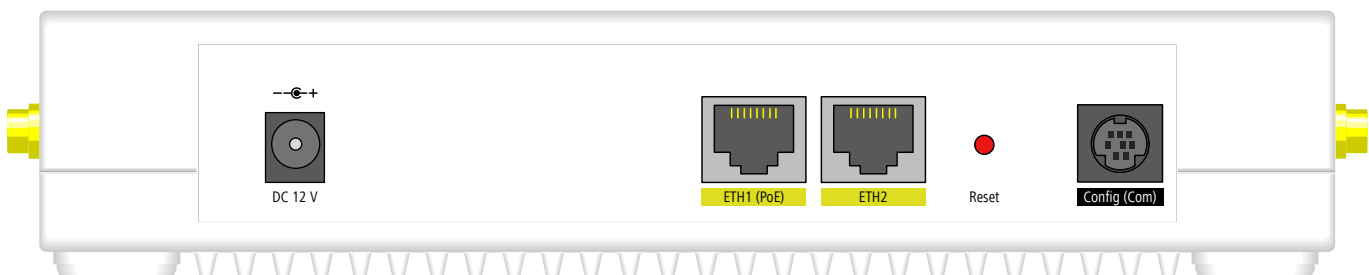 DC 12 V
ETH1 (PoE)
ETH2
Reset
Config (Com)